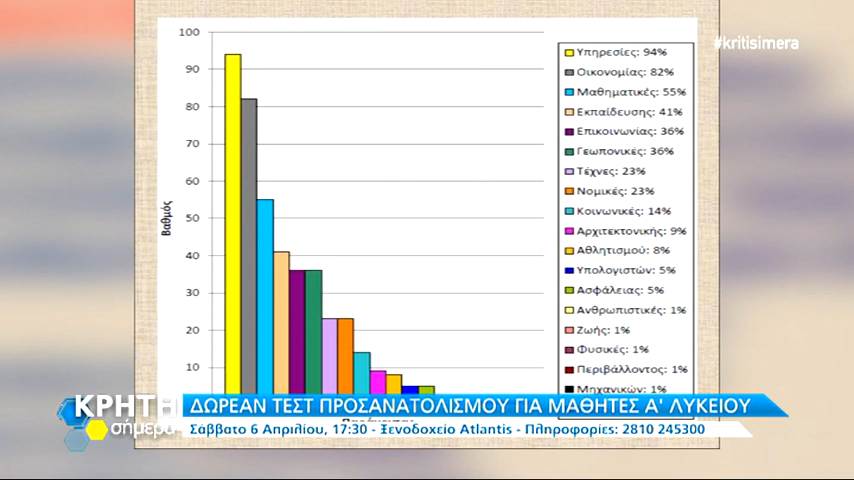 #kritisimera
100
90
80
70
60
50
40
30
20
10
Βαθμός
Υπηρεσίες: 94%
Οικονομίας: 82%
Μαθηματικές: 55%
Εκπαίδευσης: 41%
Επικοινωνίας: 36%
Γεωπονικές: 36%
Τέχνες: 23%
Νομικές: 23%
Κοινωνικές: 14%
Αρχιτεκτονικής: 9%
Αθλητισμού: 8%
Υπολογιστών: 5%
Ασφάλειας: 5%
Ανθρωπιστικές: 1%
Ζωής: 1%
Φυσικές: 1%
Περιβάλλοντος: 1%
Μηχανικών: 1%
ΚΡΗΤΗ
σήμερα
ΔΩΡΕΑΝ ΤΕΣΤ ΠΡΟΣΑΝΑΤΟΛΙΣΜΟΥ ΓΙΑ ΜΑΘΗΤΕΣ Α' ΛΥΚΕΙΟΥ
Σάββατο 6 Απριλίου, 17:30 - Ξενοδοχείο Atlantis - Πληροφορίες: 2810 245300